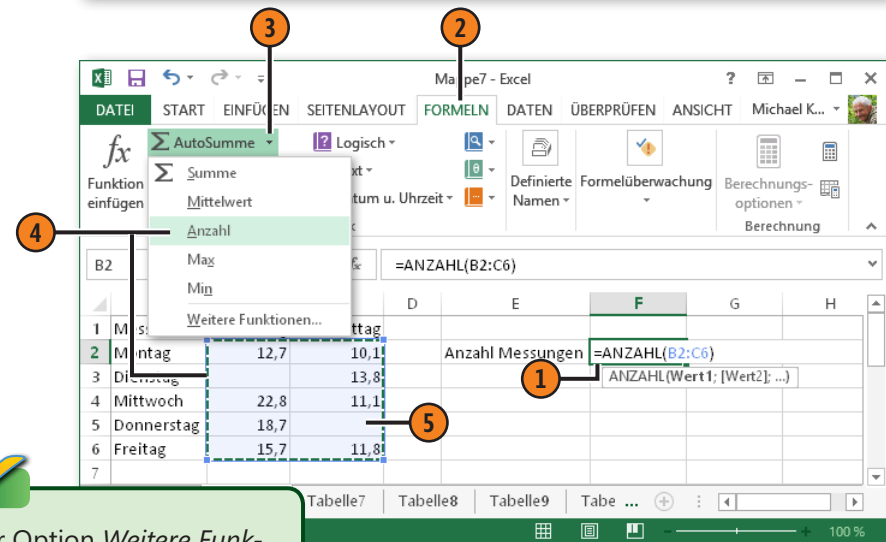 3 2
Mappe7 - Excel ?
DATEI START EINFÜGEN SEITENLAYOUT FORMELN DATEN ÜBERPRÜFEN ANSICHT Michael K...
fx Funktion einfügen
Σ AutoSumme
Logisch
xt
tum u. Uhrzeit
Definierte Namen
Formelüberwachung
Berechnungs-
optionen
Berechnung
Σ Summe
Mittelwert
4 Anzahl
Max
Min
Weitere Funktionen...
B2 fx =ANZAHL(B2:C6)
D E F G H
1 ttag
2 Montag 12,7 10,1 Anzahl Messungen =ANZAHL(B2:C6)
3 Dienstag 13,8 1 ANZAHL(Wert1; [Wert2]; ...)
4 Mittwoch 22,8 11,1
5 Donnerstag 18,7 5
6 Freitag 15,7 11,8
7
Tabelle7 Tabelle8 Tabelle9 Tabe ...
r Option Weitere Funk-
100 %